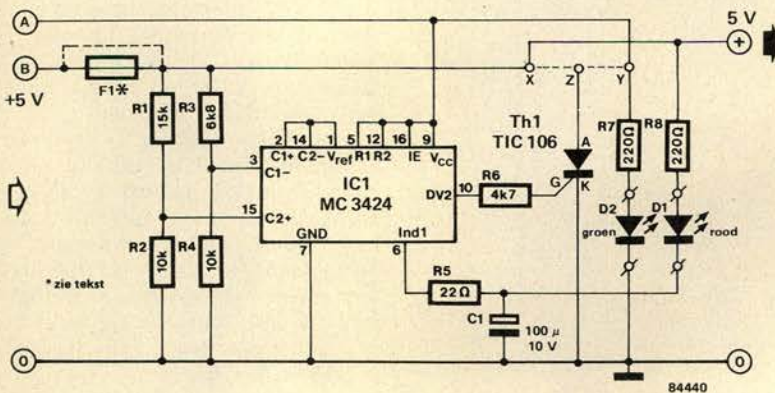 A
5 V
+
B
+5 V
F1*
X
Z
Y
R1
15k
R3
6k8
2
14
1
5
12
16
9
C1+
C2-
Vref
R1
R2
IE
VCC
3
C1-
IC1
MC 3424
15
C2+
DV2
10
GND
7
Ind1
6
R6
4k7
Th1
TIC 106
A
G
K
R7
220Ω
R8
220Ω
D2
groen
D1
rood
R2
10k
R4
10k
* zie tekst
R5
22Ω
C1
100 µ
10 V
0
0
84440